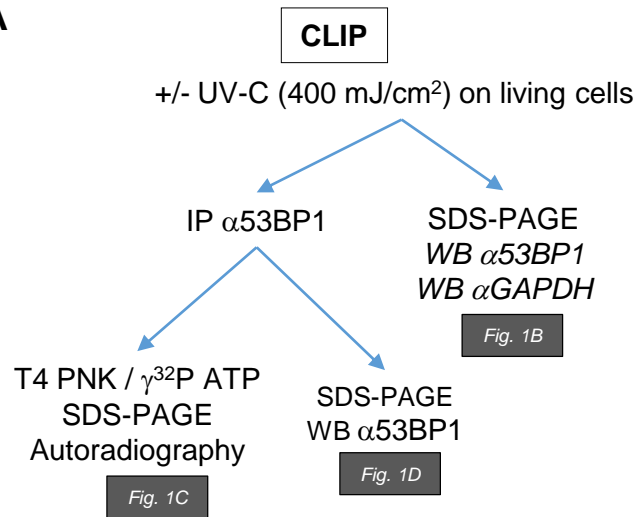 A
CLIP
+/- UV-C (400 mJ/cm²) on living cells
IP α53BP1
SDS-PAGE
WB α53BP1
WB αGAPDH
Fig. 1B
T4 PNK / γ³²P ATP
SDS-PAGE
Autoradiography
Fig. 1C
SDS-PAGE
WB α53BP1
Fig. 1D